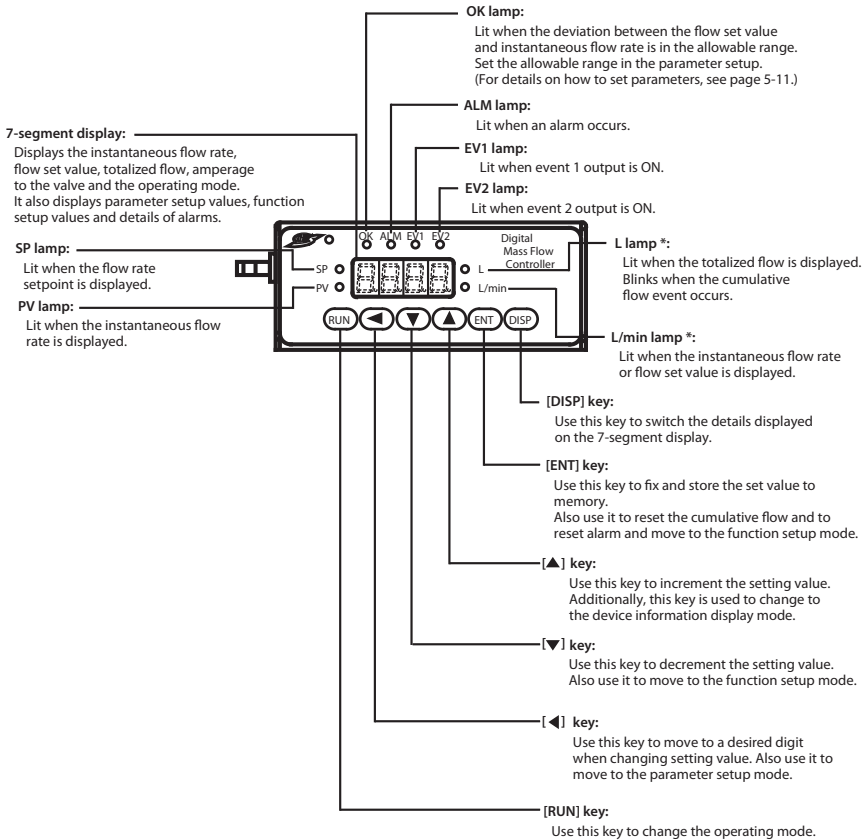 OK lamp:
Lit when the deviation between the flow set value
and instantaneous flow rate is in the allowable range.
Set the allowable range in the parameter setup.
(For details on how to set parameters, see page 5-11.)
ALM lamp:
Lit when an alarm occurs.
7-segment display:
Displays the instantaneous flow rate,
flow set value, totalized flow, amperage
to the valve and the operating mode.
It also displays parameter setup values, function
setup values and details of alarms.
EV1 lamp:
Lit when event 1 output is ON.
EV2 lamp:
Lit when event 2 output is ON.
SP lamp:
Lit when the flow rate
setpoint is displayed.
PV lamp:
Lit when the instantaneous flow
rate is displayed.
OK ALM EV1 EV2
Digital
Mass Flow
Controller
SP
PV
L
L/min
RUN ◀ ▼ ▲ ENT DISP
L lamp *:
Lit when the totalized flow is displayed.
Blinks when the cumulative
flow event occurs.
L/min lamp *:
Lit when the instantaneous flow rate
or flow set value is displayed.
[DISP] key:
Use this key to switch the details displayed
on the 7-segment display.
[ENT] key:
Use this key to fix and store the set value to
memory.
Also use it to reset the cumulative flow and to
reset alarm and move to the function setup mode.
[▲] key:
Use this key to increment the setting value.
Additionally, this key is used to change to
the device information display mode.
[▼] key:
Use this key to decrement the setting value.
Also use it to move to the function setup mode.
[◀] key:
Use this key to move to a desired digit
when changing setting value. Also use it to
move to the parameter setup mode.
[RUN] key:
Use this key to change the operating mode.